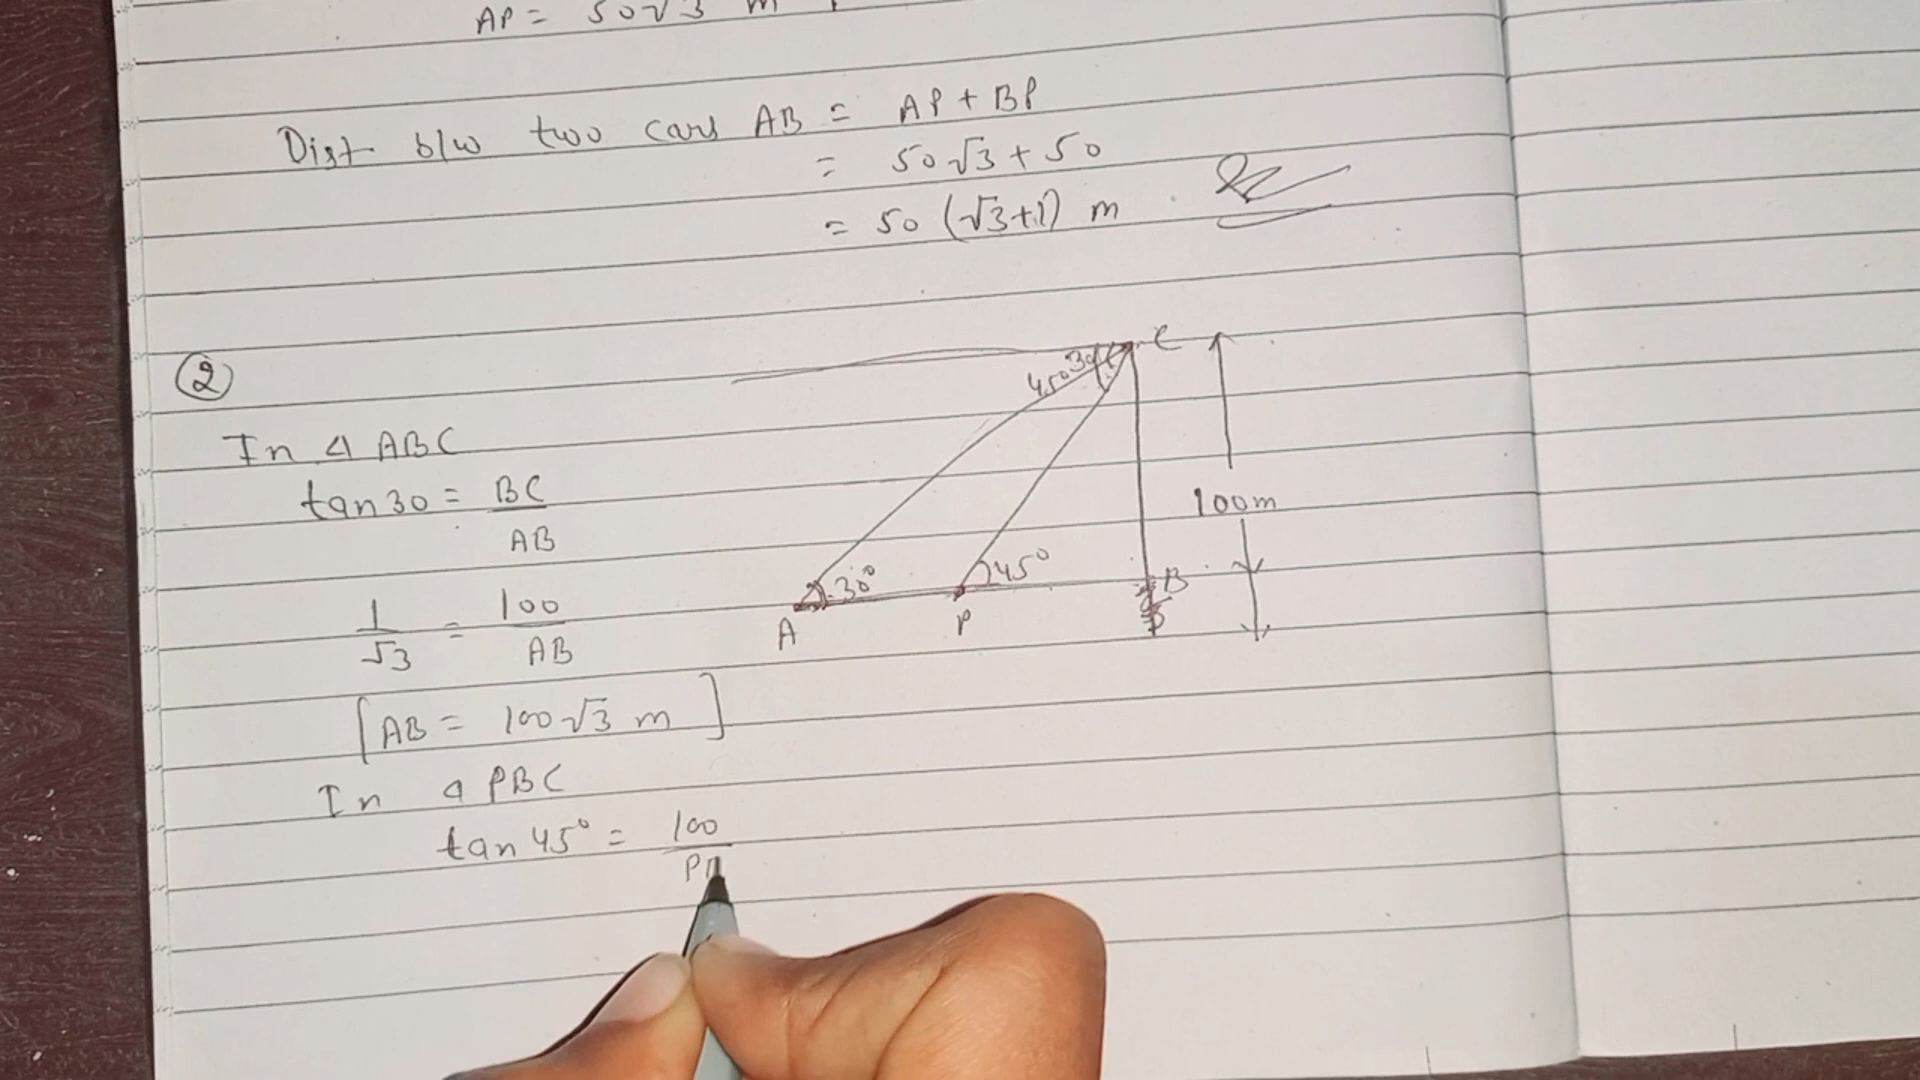 AP = 50√3 m
Dist b/w two cars AB = AP + BP
= 50√3 + 50
= 50 (√3+1) m
②
C
45° 30°
In △ ABC
tan 30 = BC / AB
100m
30° 45° B
A P
1/√3 = 100 / AB
[AB = 100√3 m]
In △ PBC
tan 45° = 100